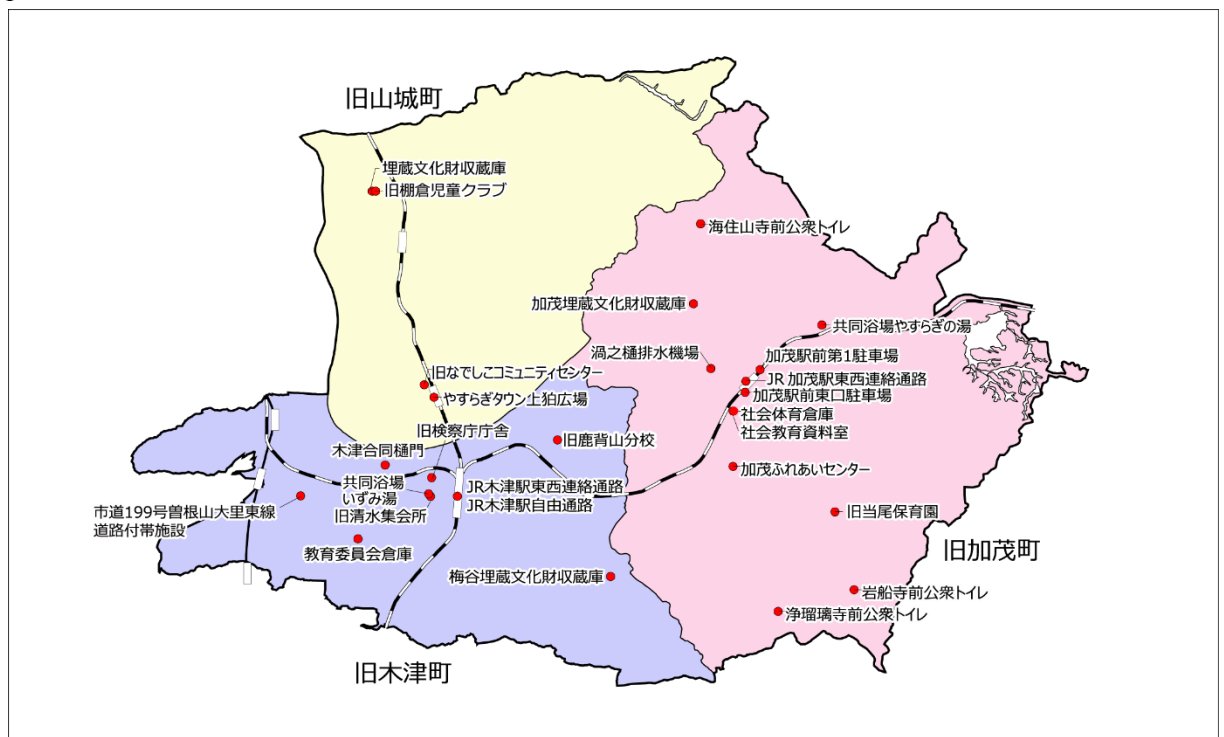 旧山城町
埋蔵文化財収蔵庫
旧棚倉児童クラブ
海住山寺前公衆トイレ
加茂埋蔵文化財収蔵庫
共同浴場やすらぎの湯
渦之樋排水機場
加茂駅前第1駐車場
JR 加茂駅東西連絡通路
加茂駅前東口駐車場
旧なでしこコミュニティセンター
やすらぎタウン上狛広場
社会体育倉庫
社会教育資料室
旧検察庁庁舎
旧鹿背山分校
木津合同樋門
加茂ふれあいセンター
共同浴場
いずみ湯
旧清水集会所
JR木津駅東西連絡通路
JR木津駅自由通路
市道199号曽根山大里東線
道路付帯施設
旧当尾保育園
教育委員会倉庫
旧加茂町
梅谷埋蔵文化財収蔵庫
岩船寺前公衆トイレ
浄瑠璃寺前公衆トイレ
旧木津町